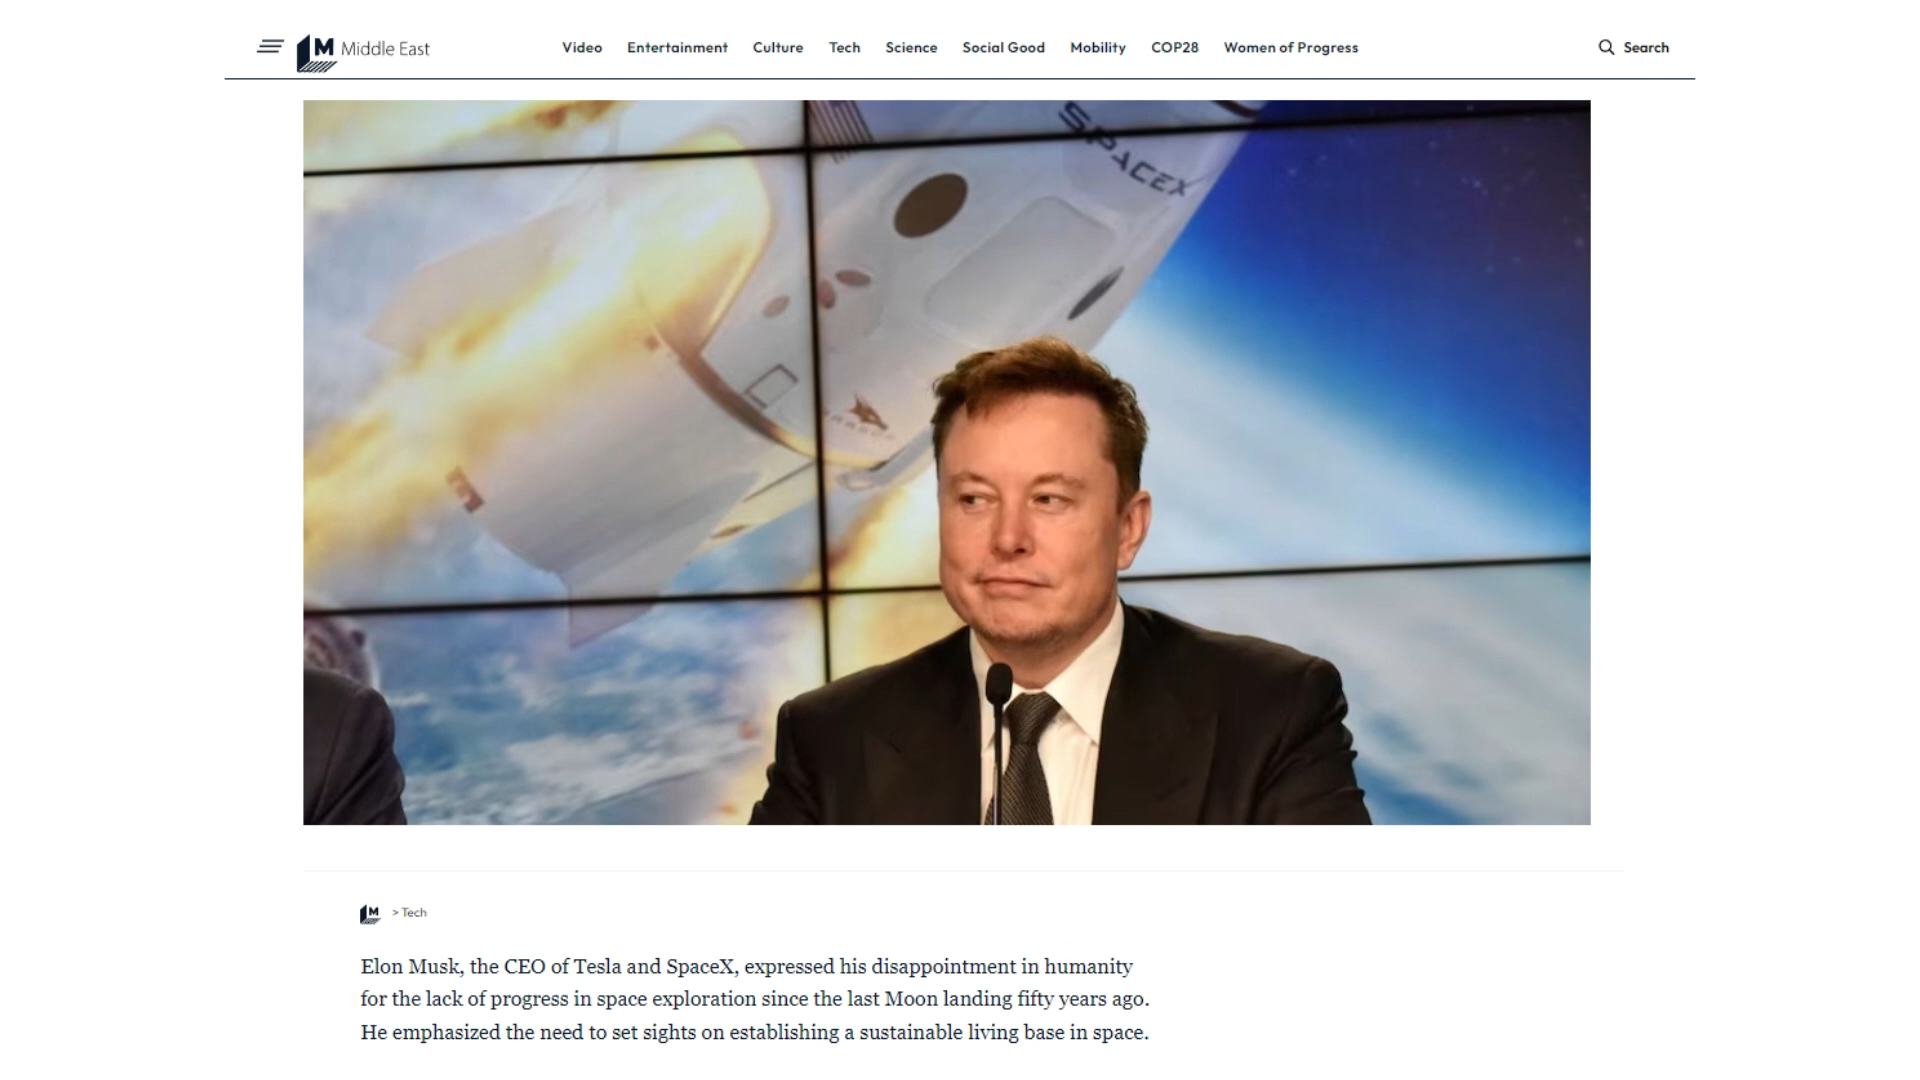 M Middle East
Video Entertainment Culture Tech Science Social Good Mobility COP28 Women of Progress
Search
SPACEX
M > Tech
Elon Musk, the CEO of Tesla and SpaceX, expressed his disappointment in humanity
for the lack of progress in space exploration since the last Moon landing fifty years ago.
He emphasized the need to set sights on establishing a sustainable living base in space.